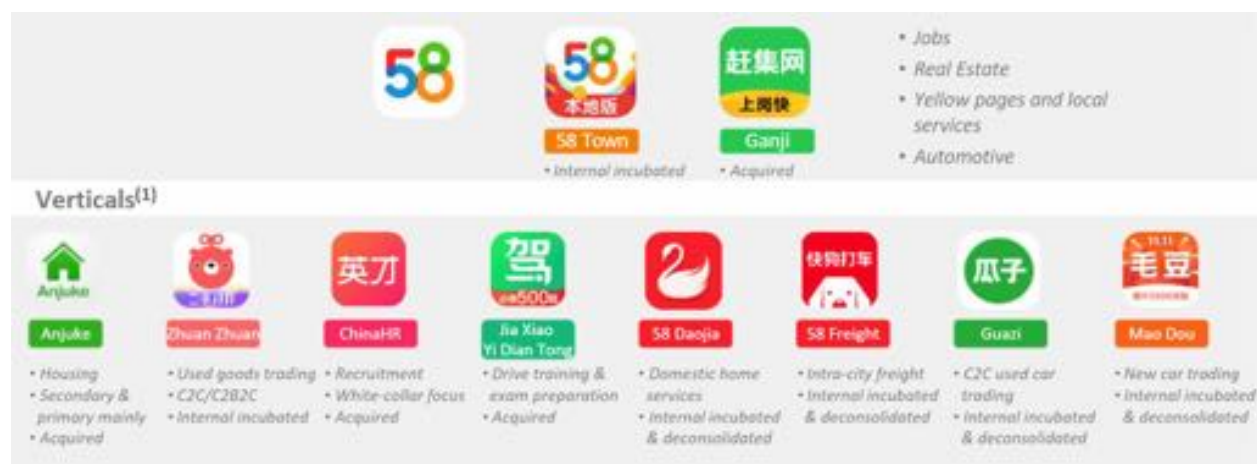 58
58
本地版
赶集网
上岗快
58 Town
Ganji
• Internal incubated
• Acquired
• Jobs
• Real Estate
• Yellow pages and local
services
• Automotive
Verticals(1)
Anjuke
Anjuke
• Housing
• Secondary &
primary mainly
• Acquired
Zhuan Zhuan
• Used goods trading
• C2C/C2B2C
• Internal incubated
英才
ChinaHR
• Recruitment
• White-collar focus
• Acquired
驾
500
Jia Xiao
Yi Dian Tong
• Drive training &
exam preparation
• Acquired
58 Daojia
• Domestic home
services
• Internal incubated
& deconsolidated
快狗打车
58 Freight
• Intra-city freight
• Internal incubated
& deconsolidated
瓜子
Guazi
• C2C used car
trading
• Internal incubated
& deconsolidated
11.11
毛豆
Mao Dou
• New car trading
• Internal incubated
& deconsolidated